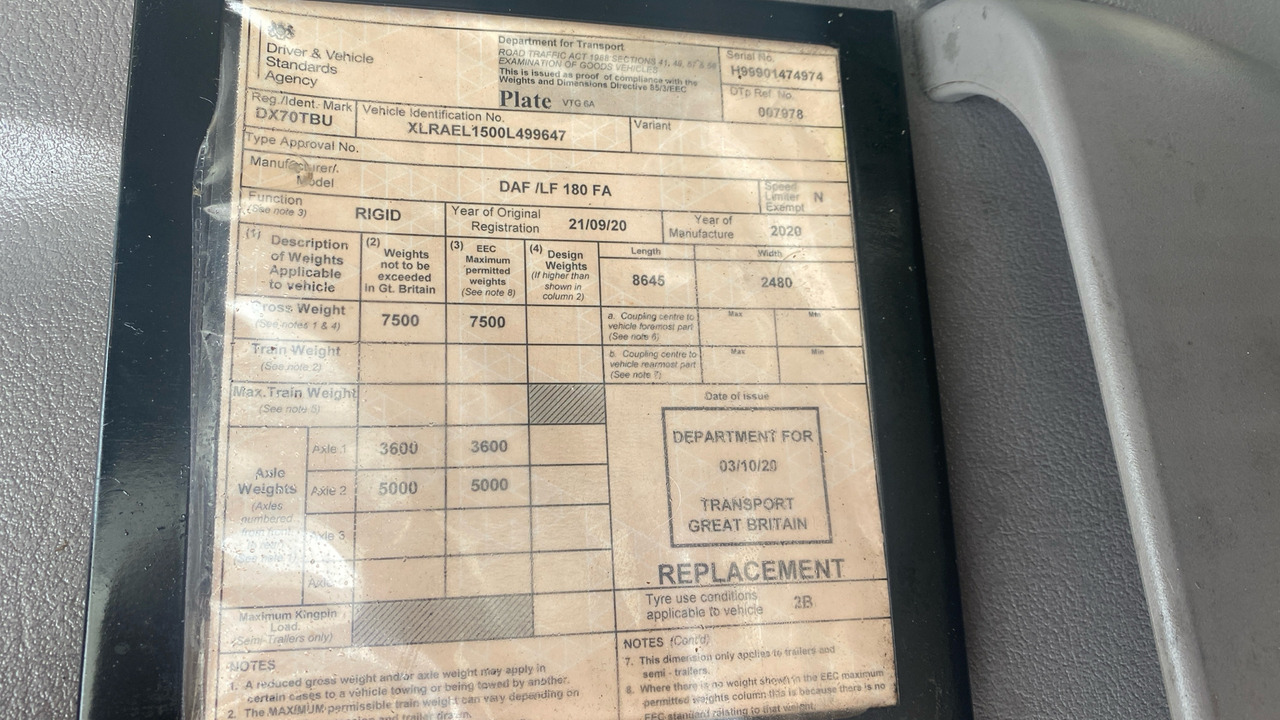 Driver & Vehicle
Standards
Agency
Department for Transport
ROAD TRAFFIC ACT 1988 SECTIONS 41, 49, 57 & 58
EXAMINATION OF GOODS VEHICLES
This is issued as proof of compliance with the
Weights and Dimensions Directive 85/3/EEC
Plate VTG 6A
Serial No.
H99901474974
DTp Ref. No.
007978
Reg./Ident. Mark
DX70TBU
Vehicle Identification No.
XLRAEL1500L499647
Variant
Type Approval No.
Manufacturer/.
Model
DAF /LF 180 FA
Speed
Limiter
Exempt
N
Function
(See note 3)
RIGID
Year of Original
Registration
21/09/20
Year of
Manufacture
2020
(1) Description
of Weights
Applicable
to vehicle
(2) Weights
not to be
exceeded
in Gt. Britain
(3) EEC
Maximum
permitted
weights
(See note 8)
(4) Design
Weights
(If higher than
shown in
column 2)
Length
8645
Width
2480
Gross Weight
(See notes 1 & 4)
7500
7500
a. Coupling centre to
vehicle foremost part
(See note 6)
Max
Min
Train Weight
(See note 2)
b. Coupling centre to
vehicle rearmost part
(See note 7)
Max
Min
Max.Train Weight
(See note 5)
Date of issue
DEPARTMENT FOR
03/10/20
TRANSPORT
GREAT BRITAIN
Axle
Weights
(Axles
numbered
Axle 1
3600
3600
Axle 2
5000
5000
Axle 3
Axle
REPLACEMENT
Maximum Kingpin
Load.
(Semi-Trailers only)
Tyre use conditions
applicable to vehicle
2B
NOTES
1. A reduced gross weight and/or axle weight may apply in
certain cases to a vehicle towing or being towed by another.
2. The MAXIMUM permissible train weight can vary depending on
and trailer drawn.
NOTES (Cont'd)
7. This dimension only applies to trailers and
semi - trailers.
8. Where there is no weight shown in the EEC maximum
permitted weights column this is because there is no
EEC standard relating to that weight.